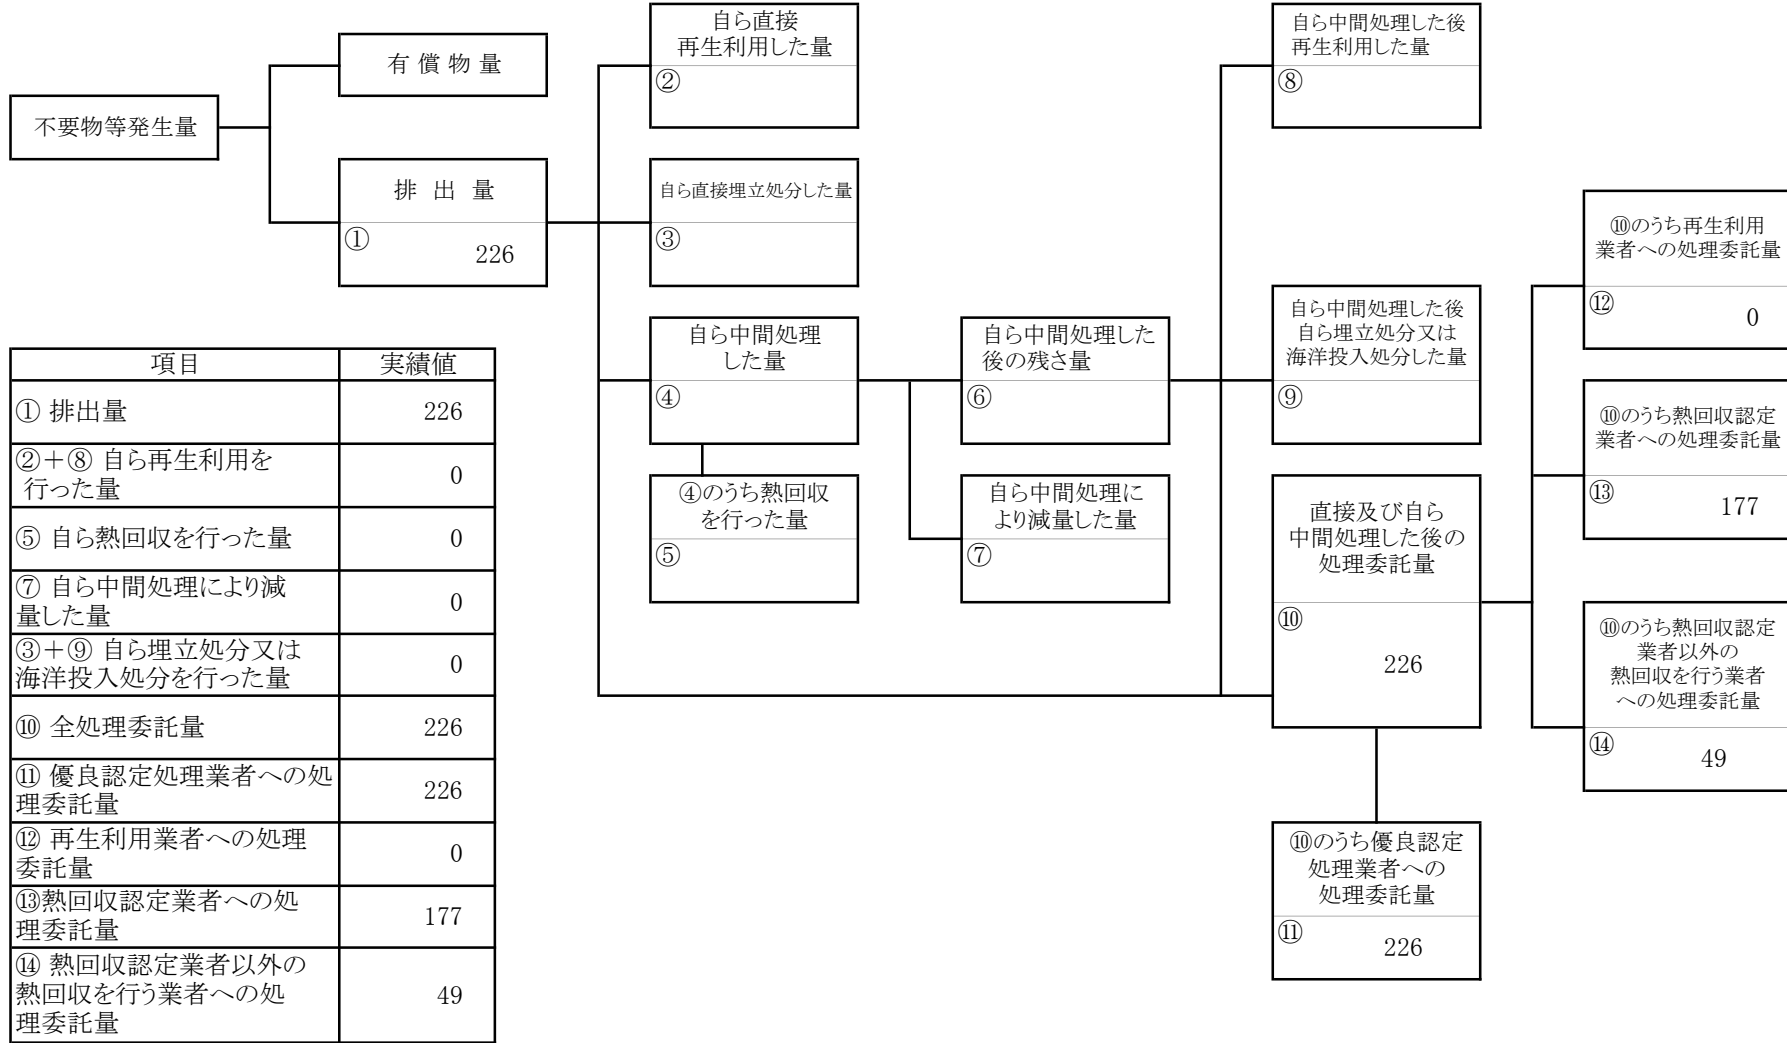 不要物等発生量
有償物量
排出量
①
226
自ら直接
再生利用した量
②
自ら直接埋立処分した量
③
自ら中間処理
した量
④
④のうち熱回収
を行った量
⑤
自ら中間処理した
後の残さ量
⑥
自ら中間処理に
より減量した量
⑦
自ら中間処理した後
再生利用した量
⑧
自ら中間処理した後
自ら埋立処分又は
海洋投入処分した量
⑨
直接及び自ら
中間処理した後の
処理委託量
⑩
226
⑩のうち優良認定
処理業者への
処理委託量
⑪
226
⑩のうち再生利用
業者への処理委託量
⑫
0
⑩のうち熱回収認定
業者への処理委託量
⑬
177
⑩のうち熱回収認定
業者以外の
熱回収を行う業者
への処理委託量
⑭
49
項目 実績値
① 排出量 226
②＋⑧ 自ら再生利用を
行った量 0
⑤ 自ら熱回収を行った量 0
⑦ 自ら中間処理により減
量した量 0
③＋⑨ 自ら埋立処分又は
海洋投入処分を行った量 0
⑩ 全処理委託量 226
⑪ 優良認定処理業者への処
理委託量 226
⑫ 再生利用業者への処理
委託量 0
⑬熱回収認定業者への処
理委託量 177
⑭ 熱回収認定業者以外の
熱回収を行う業者への処
理委託量 49